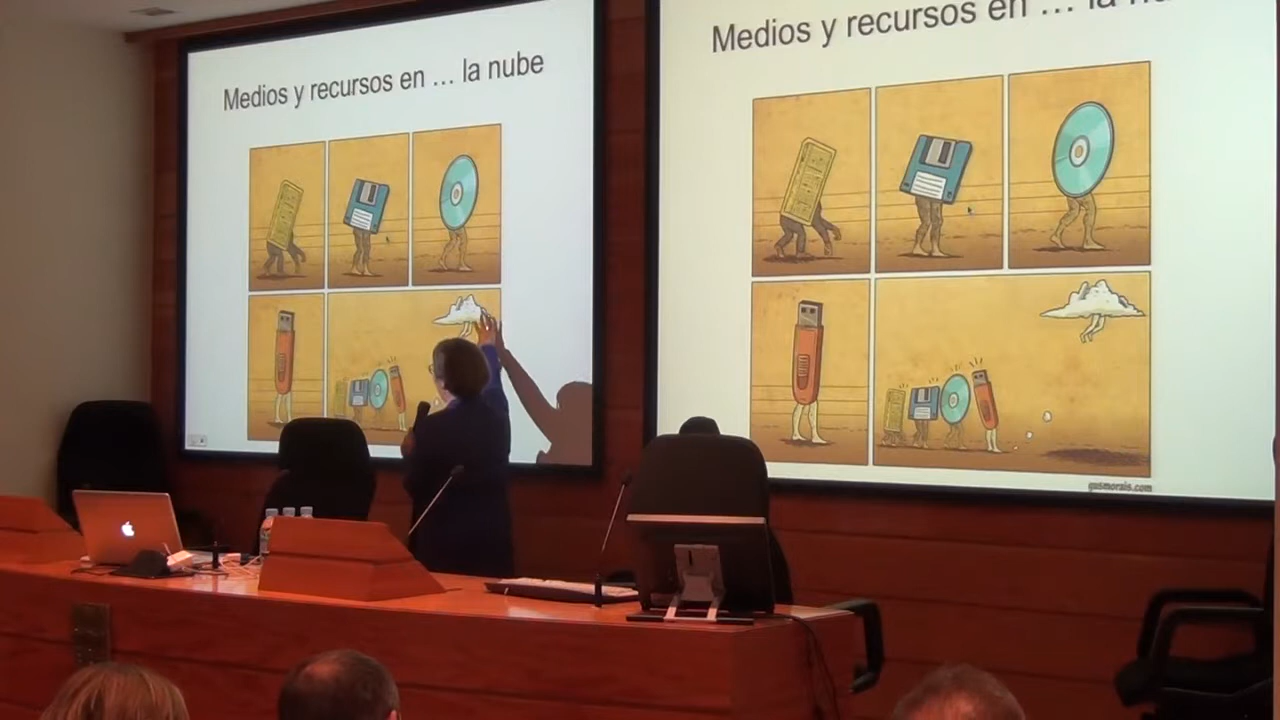 Medios y recursos en … la nube
Medios y recursos en … la nu
gusmorais.com